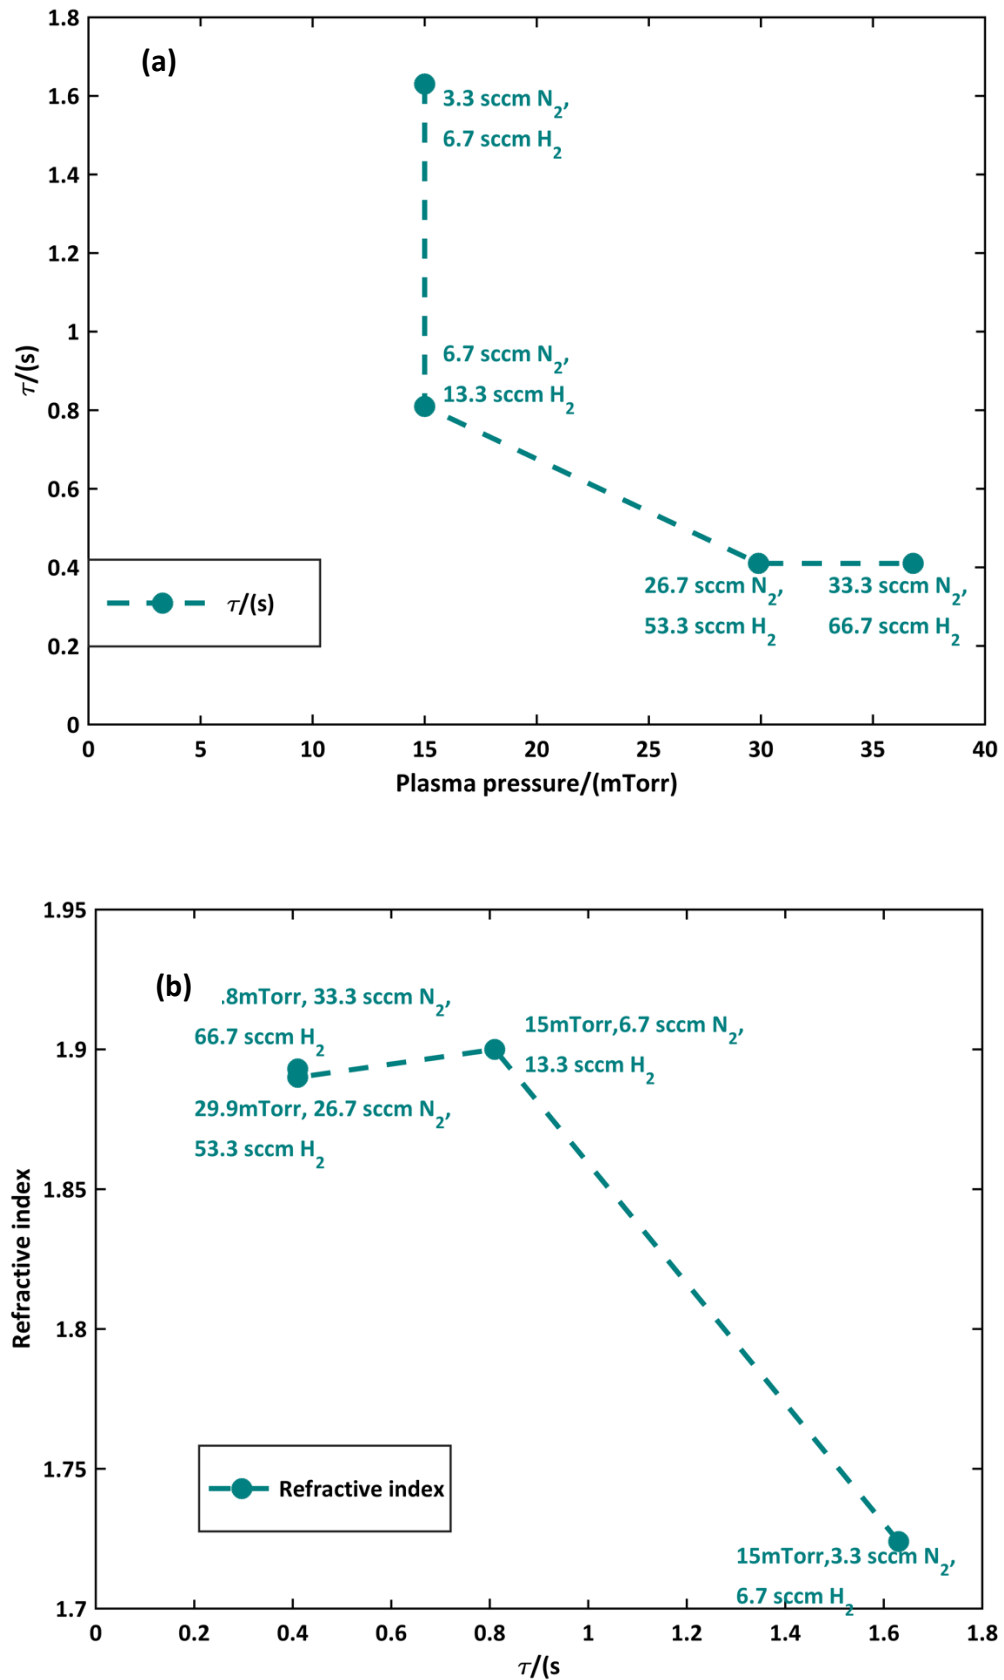 1.8
(a)
1.6
3.3 sccm N2,
6.7 sccm H2
1.4
1.2
1
6.7 sccm N2,
13.3 sccm H2
0.8
0.6
0.4
26.7 sccm N2,
33.3 sccm N2,
53.3 sccm H2
66.7 sccm H2
0.2
0
τ/(s)
τ/(s)
0 5 10 15 20 25 30 35 40
Plasma pressure/(mTorr)
1.95
(b)
.8mTorr, 33.3 sccm N2,
66.7 sccm H2
15mTorr,6.7 sccm N2,
13.3 sccm H2
1.9
29.9mTorr, 26.7 sccm N2,
53.3 sccm H2
1.85
1.8
1.75
Refractive index
Refractive index
15mTorr,3.3 sccm N2,
6.7 sccm H2
1.7
0 0.2 0.4 0.6 0.8 1 1.2 1.4 1.6 1.8
τ/(s